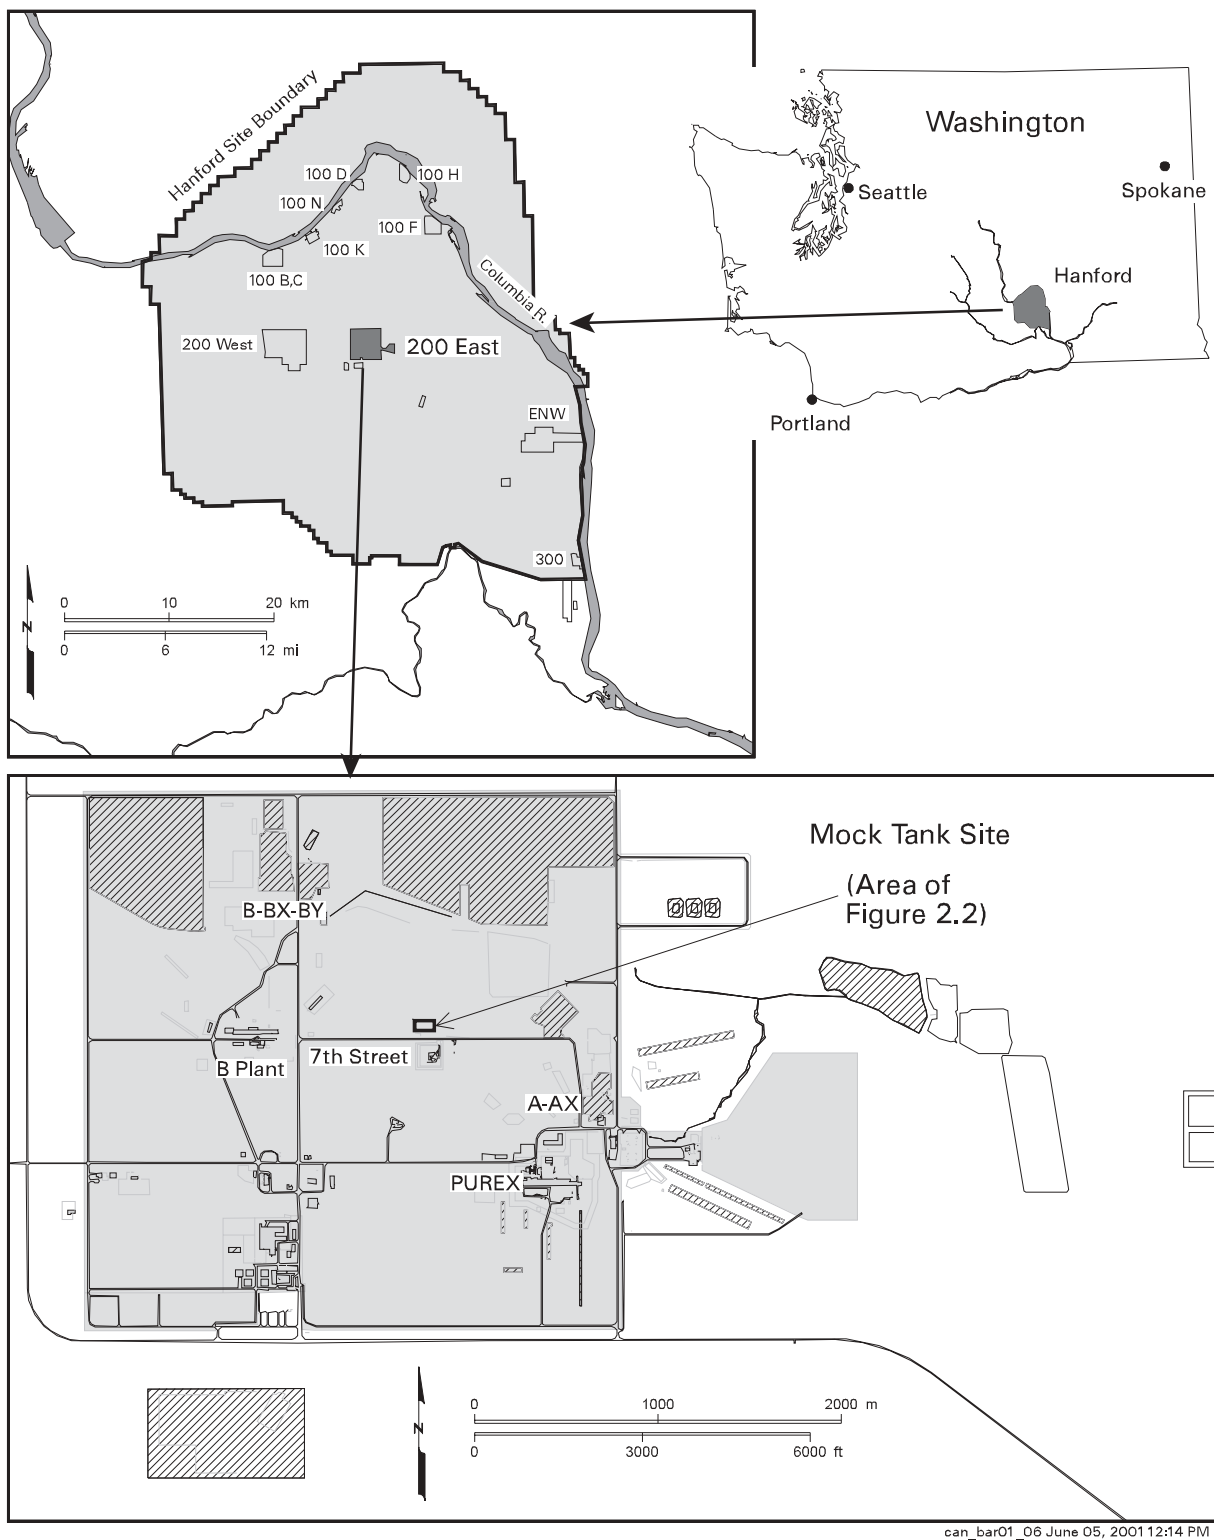 Hanford Site Boundary
100 D
100 H
100 N
100 F
100 K
100 B,C
Columbia R.
200 West
200 East
ENW
300
0 10 20 km
0 6 12 mi
N
Washington
Seattle
Spokane
Hanford
Portland
Mock Tank Site
(Area of
Figure 2.2)
B-BX-BY
B Plant
7th Street
A-AX
PUREX
N
0 1000 2000 m
0 3000 6000 ft
can_bar01_06 June 05, 2001 12:14 PM